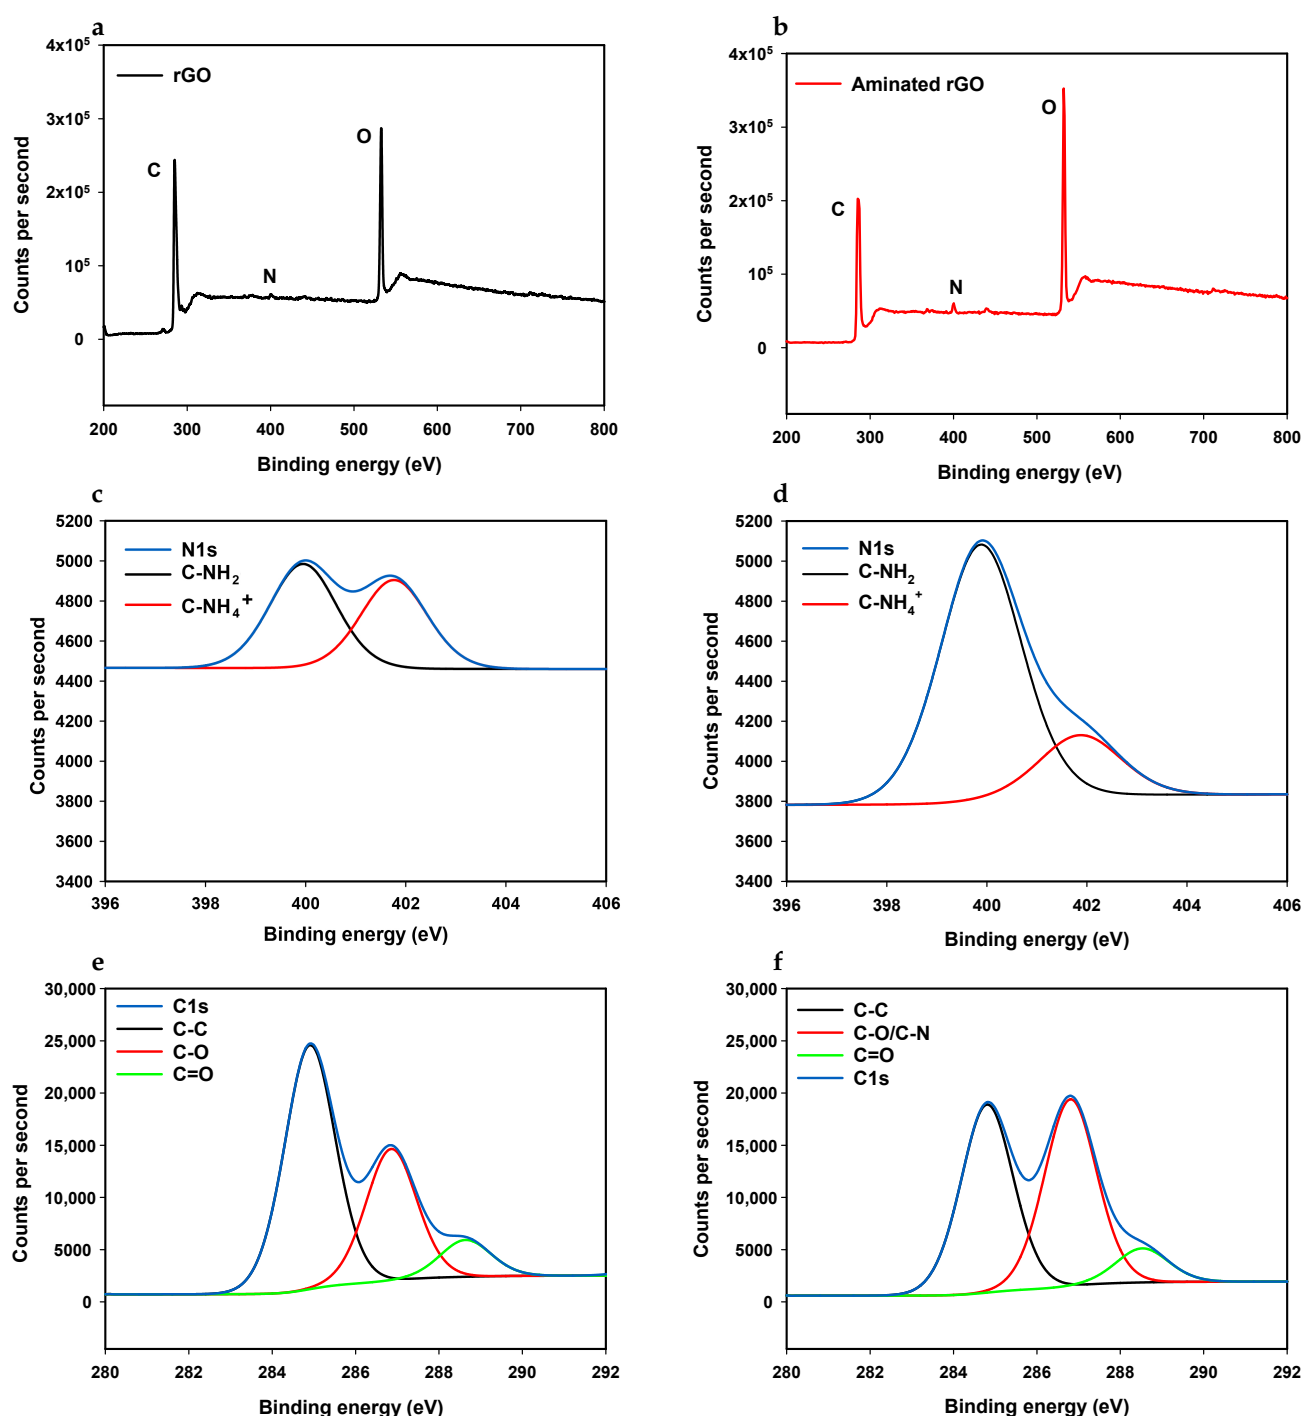 a
4x10⁵
3x10⁵
2x10⁵
10⁵
0
Counts per second
rGO
C
N
O
200 300 400 500 600 700 800
Binding energy (eV)
b
4x10⁵
3x10⁵
2x10⁵
10⁵
0
Counts per second
Aminated rGO
C
N
O
200 300 400 500 600 700 800
Binding energy (eV)
c
5200
5000
4800
4600
4400
4200
4000
3800
3600
3400
Counts per second
N1s
C-NH₂
C-NH₄⁺
396 398 400 402 404 406
Binding energy (eV)
d
5200
5000
4800
4600
4400
4200
4000
3800
3600
3400
Counts per second
N1s
C-NH₂
C-NH₄⁺
396 398 400 402 404 406
Binding energy (eV)
e
30,000
25,000
20,000
15,000
10,000
5000
0
Counts per second
C1s
C-C
C-O
C=O
280 282 284 286 288 290 292
Binding energy (eV)
f
30,000
25,000
20,000
15,000
10,000
5000
0
Counts per second
C-C
C-O/C-N
C=O
C1s
280 282 284 286 288 290 292
Binding energy (eV)